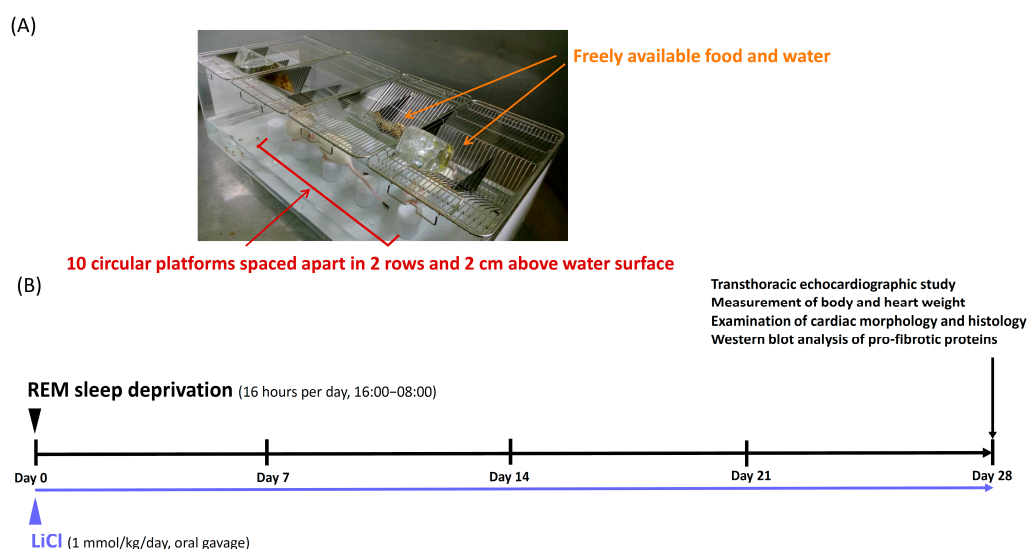 (A)
Freely available food and water
10 circular platforms spaced apart in 2 rows and 2 cm above water surface
(B)
Transthoracic echocardiographic study
Measurement of body and heart weight
Examination of cardiac morphology and histology
Western blot analysis of pro-fibrotic proteins
REM sleep deprivation (16 hours per day, 16:00–08:00)
Day 0 Day 7 Day 14 Day 21 Day 28
LiCl (1 mmol/kg/day, oral gavage)